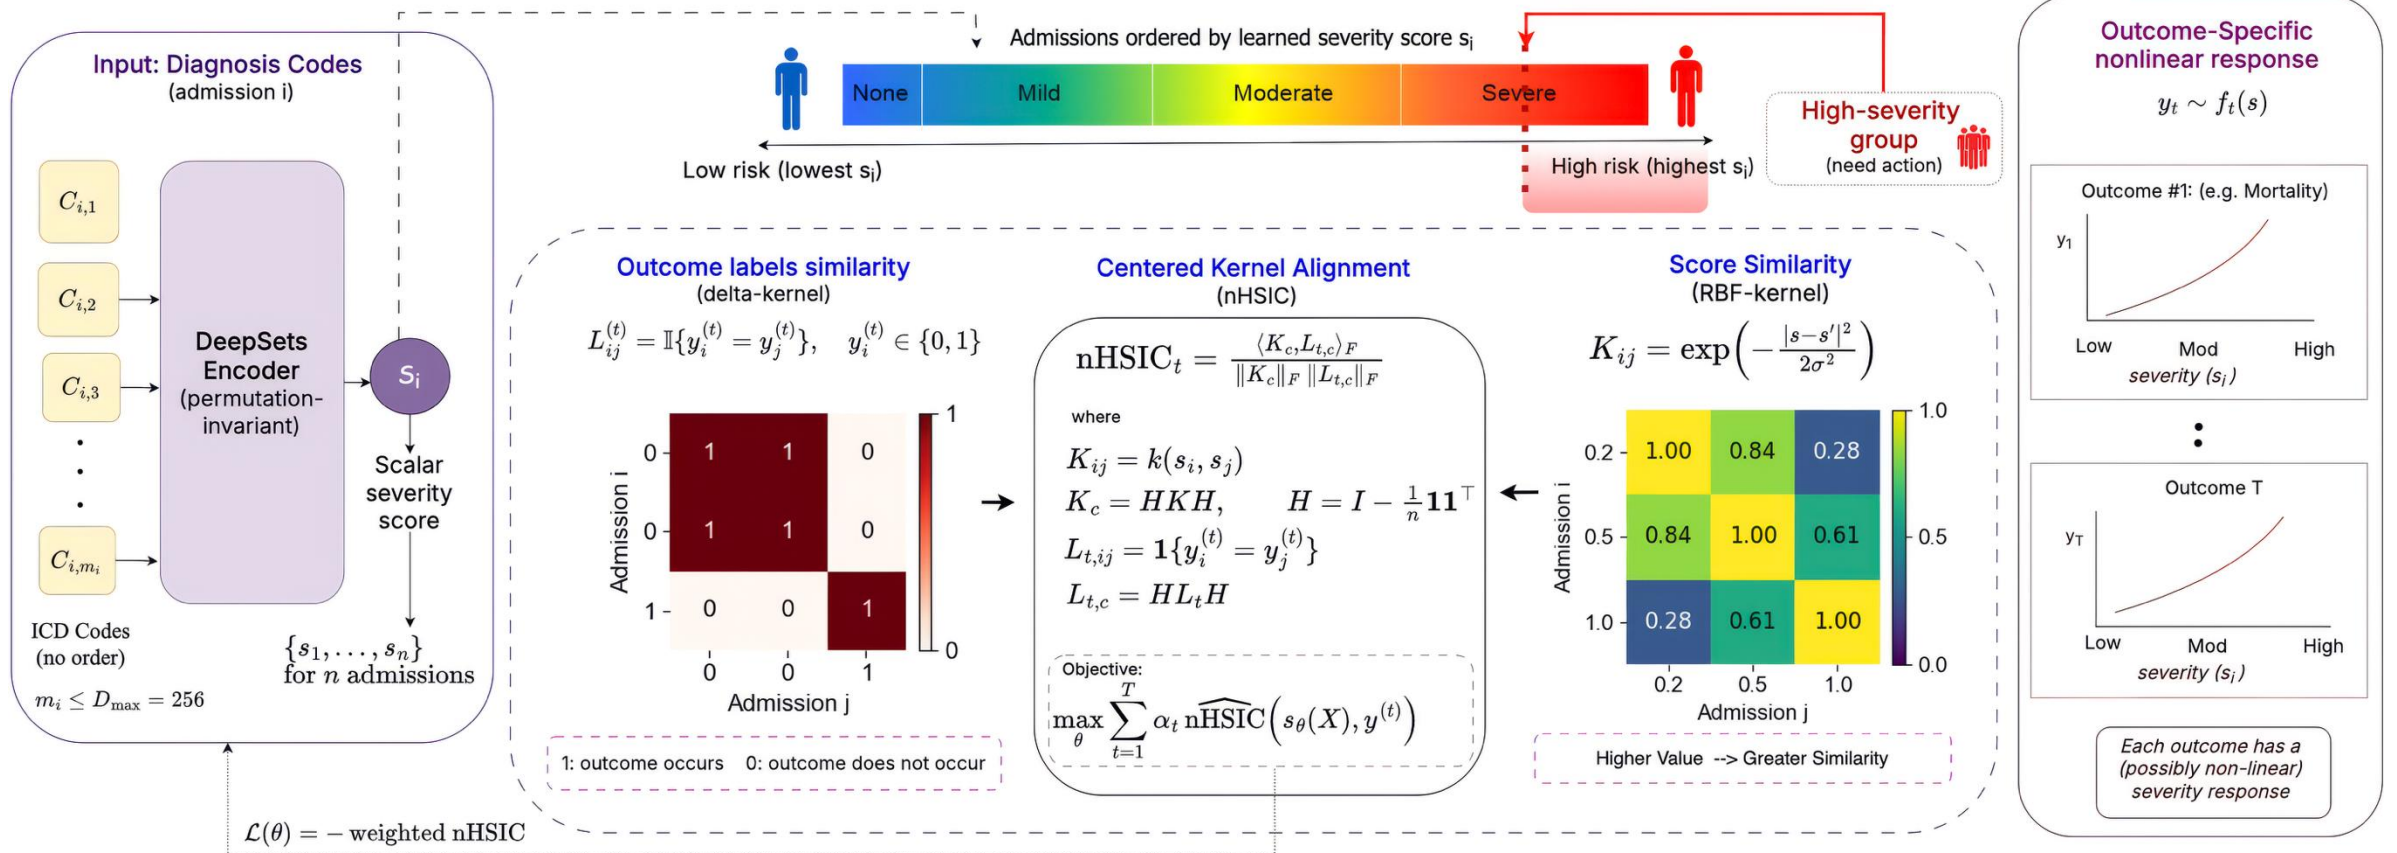 Input: Diagnosis Codes
(admission i)
C_{i,1}
C_{i,2}
C_{i,3}
C_{i,m_i}
ICD Codes
(no order)
m_i ≤ D_max = 256
DeepSets
Encoder
(permutation-
invariant)
s_i
Scalar
severity
score
{s_1, . . . , s_n}
for n admissions
L(θ) = − weighted nHSIC
Admissions ordered by learned severity score s_i
None
Mild
Moderate
Severe
Low risk (lowest s_i)
High risk (highest s_i)
High-severity
group
(need action)
Outcome labels similarity
(delta-kernel)
L_{ij}^{(t)} = 𝕀{y_i^{(t)} = y_j^{(t)}}, y_i^{(t)} ∈ {0, 1}
Admission i
0 1 1 0
0 1 1 0
1 0 0 1
0 0 1
Admission j
1
0
1: outcome occurs 0: outcome does not occur
Centered Kernel Alignment
(nHSIC)
nHSIC_t = ⟨K_c, L_{t,c}⟩_F / ‖K_c‖_F ‖L_{t,c}‖_F
where
K_{ij} = k(s_i, s_j)
K_c = HKH, H = I − 1/n 11^⊤
L_{t,ij} = 1{y_i^{(t)} = y_j^{(t)}}
L_{t,c} = HL_tH
Objective:
max_θ ∑_{t=1}^{T} α_t \widehat{nHSIC}(s_θ(X), y^{(t)})
Score Similarity
(RBF-kernel)
K_{ij} = exp(− |s−s′|² / 2σ²)
Admission i
0.2 1.00 0.84 0.28
0.5 0.84 1.00 0.61
1.0 0.28 0.61 1.00
0.2 0.5 1.0
Admission j
1.0
0.5
0.0
Higher Value --> Greater Similarity
Outcome-Specific
nonlinear response
y_t ∼ f_t(s)
Outcome #1: (e.g. Mortality)
y_1
Low Mod High
severity (s_i)
Outcome T
y_T
Low Mod High
severity (s_i)
Each outcome has a
(possibly non-linear)
severity response